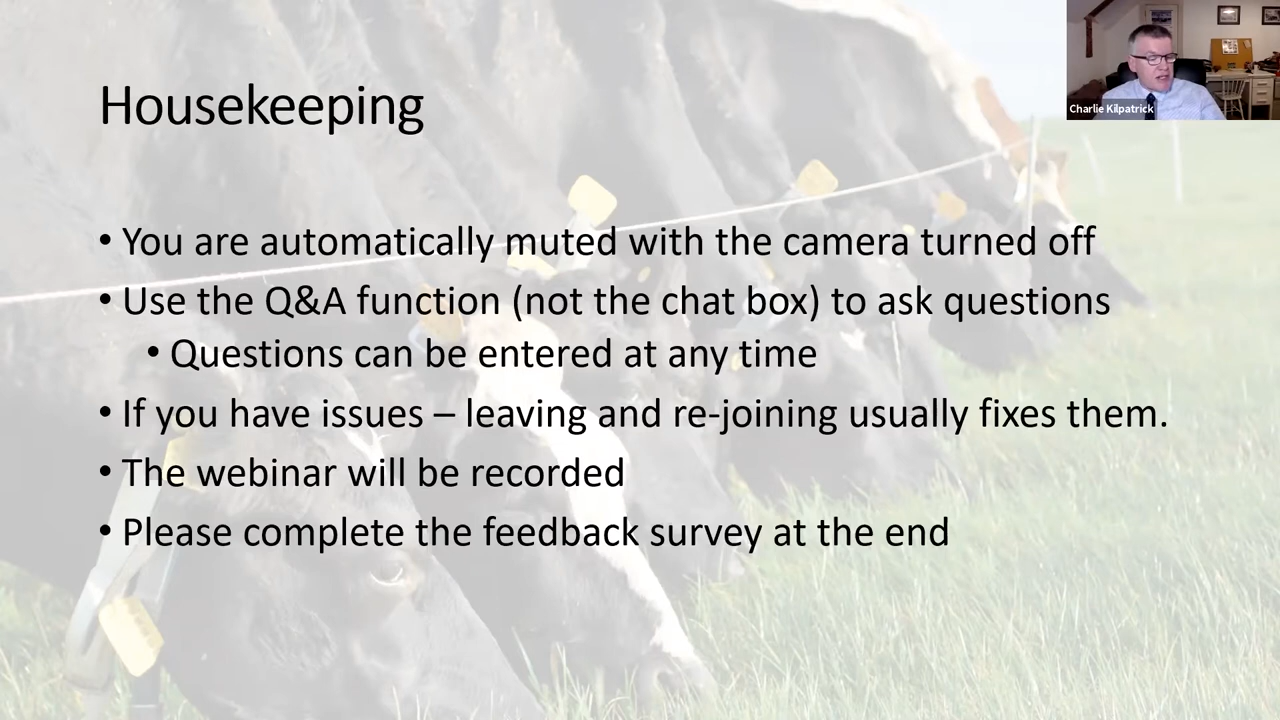 Charlie Kilpatrick
Housekeeping
• You are automatically muted with the camera turned off
• Use the Q&A function (not the chat box) to ask questions
• Questions can be entered at any time
• If you have issues – leaving and re-joining usually fixes them.
• The webinar will be recorded
• Please complete the feedback survey at the end